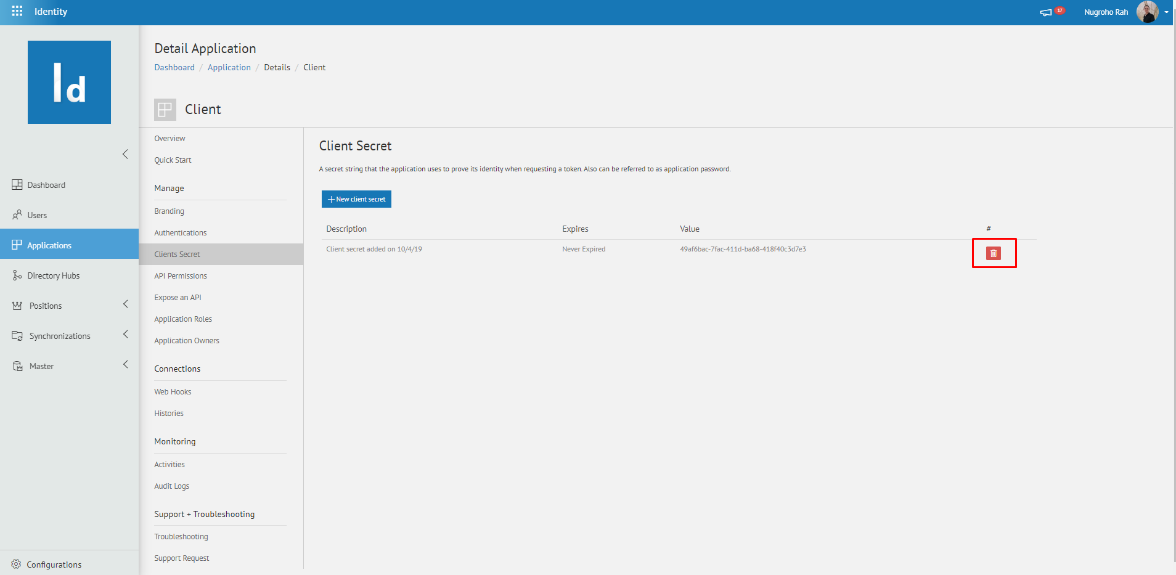 Identity
17
Nugroho Rah
Id
Dashboard
Users
Applications
Directory Hubs
Positions
Synchronizations
Master
Configurations
Detail Application
Dashboard / Application / Details / Client
Client
Overview
Quick Start
Manage
Branding
Authentications
Clients Secret
API Permissions
Expose an API
Application Roles
Application Owners
Connections
Web Hooks
Histories
Monitoring
Activities
Audit Logs
Support + Troubleshooting
Troubleshooting
Support Request
Client Secret
A secret string that the application uses to prove its identity when requesting a token. Also can be referred to as application password.
+ New client secret
Description Expires Value #
Client secret added on 10/4/19 Never Expired 49af6bac-7fac-411d-ba68-418f40c3d7e3